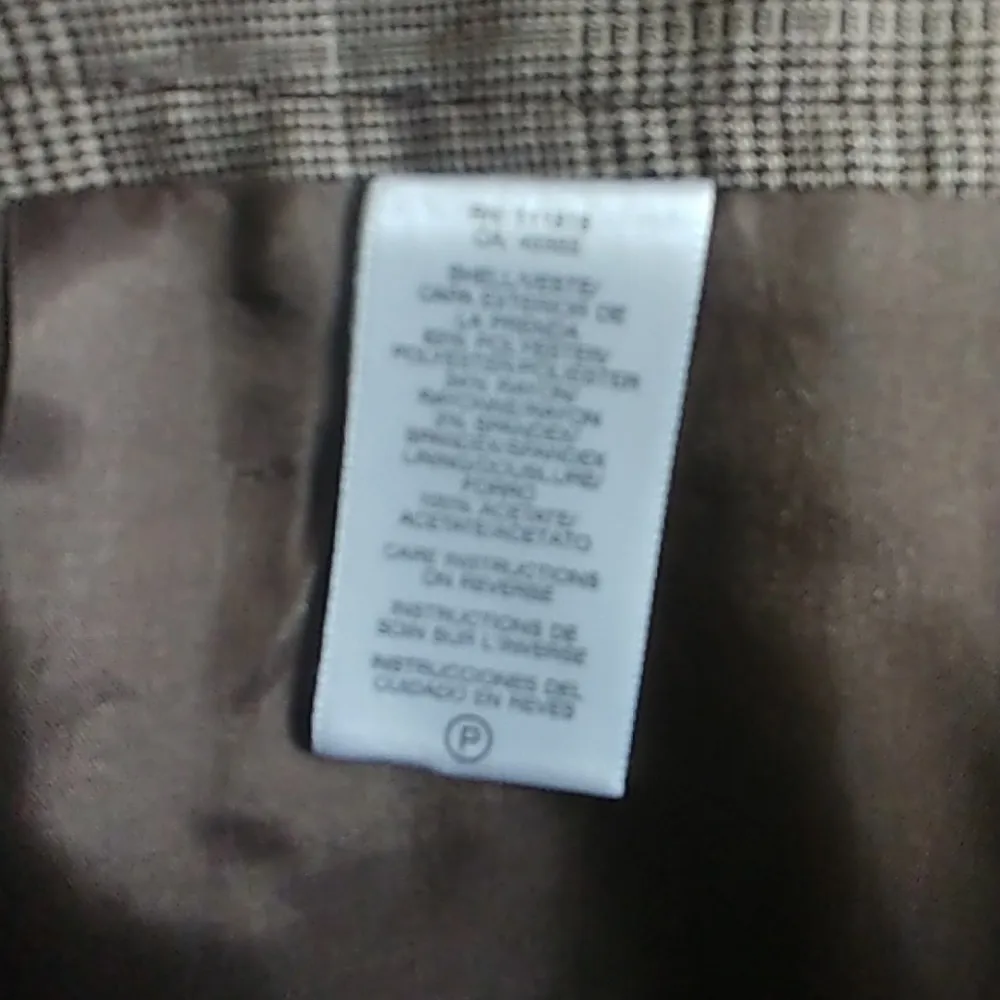 SHELL/VESTE/
CAPA EXTERIOR DE
LA PRENDA
POLYESTER/
POLYESTER/POLIESTER
RAYON/
RAYONNE/RAYON
2% SPANDEX/
SPANDEX/SPANDEX
LINING/DOUBLURE/
FORRO
100% ACETATE/
ACETATE/ACETATO
CARE INSTRUCTIONS
ON REVERSE
INSTRUCTIONS DE
SOIN SUR L'INVERSE
INSTRUCCIONES DEL
CUIDADO EN REVES
P